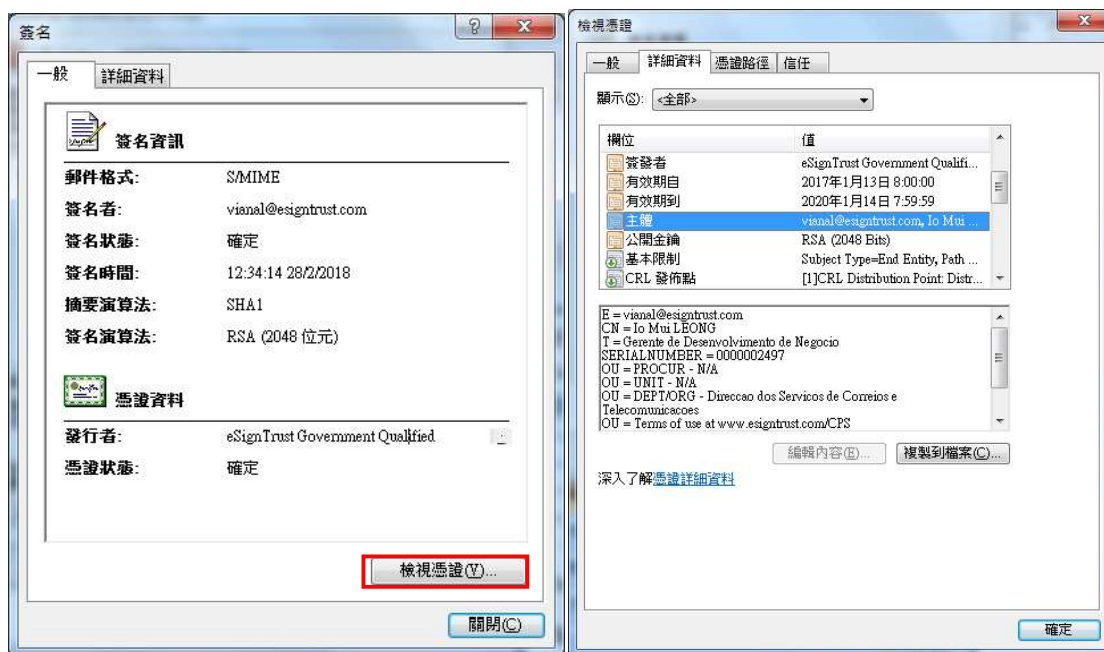 簽名
一般
詳細資料
簽名資訊
郵件格式: S/MIME
簽名者: vianal@esigntrust.com
簽名狀態: 確定
簽名時間: 12:34:14 28/2/2018
摘要演算法: SHA1
簽名演算法: RSA (2048 位元)
憑證資料
發行者: eSignTrust Government Qualified
憑證狀態: 確定
檢視憑證(V)...
關閉(C)
檢視憑證
一般
詳細資料
憑證路徑
信任
顯示(S): <全部>
欄位 值
簽發者 eSignTrust Government Qualifi...
有效期自 2017年1月13日 8:00:00
有效期到 2020年1月14日 7:59:59
主體 vianal@esigntrust.com, Io Mui ...
公開金鑰 RSA (2048 Bits)
基本限制 Subject Type=End Entity, Path ...
CRL 發佈點 [1]CRL Distribution Point: Distr...
E = vianal@esigntrust.com
CN = Io Mui LEONG
T = Gerente de Desenvolvimento de Negocio
SERIALNUMBER = 0000002497
OU = PROCUR - N/A
OU = UNIT - N/A
OU = DEPT/ORG - Direccao dos Servicos de Correios e
Telecomunicacoes
OU = Terms of use at www.esigntrust.com/CPS
編輯內容(E)...
複製到檔案(C)...
深入了解憑證詳細資料
確定